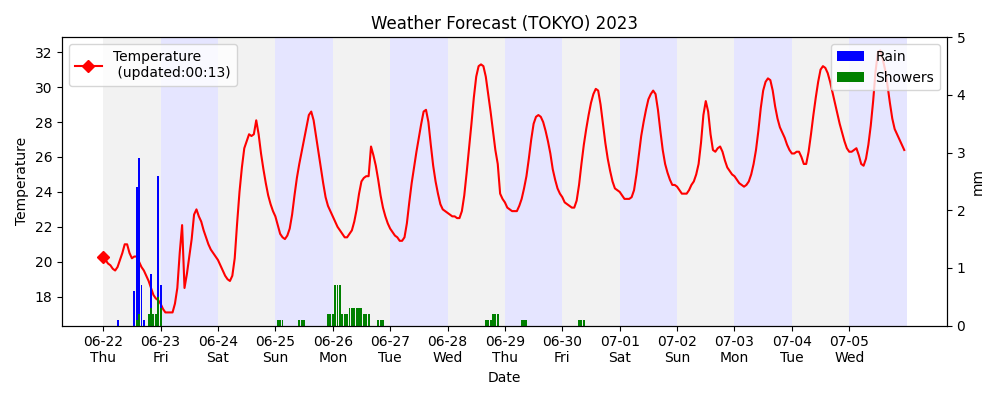 Weather Forecast (TOKYO) 2023
Temperature
(updated:00:13)
Rain
Showers
32
30
28
26
24
22
20
18
Temperature
5
4
3
2
1
0
mm
06-22 06-23 06-24 06-25 06-26 06-27 06-28 06-29 06-30 07-01 07-02 07-03 07-04 07-05
Thu Fri Sat Sun Mon Tue Wed Thu Fri Sat Sun Mon Tue Wed
Date